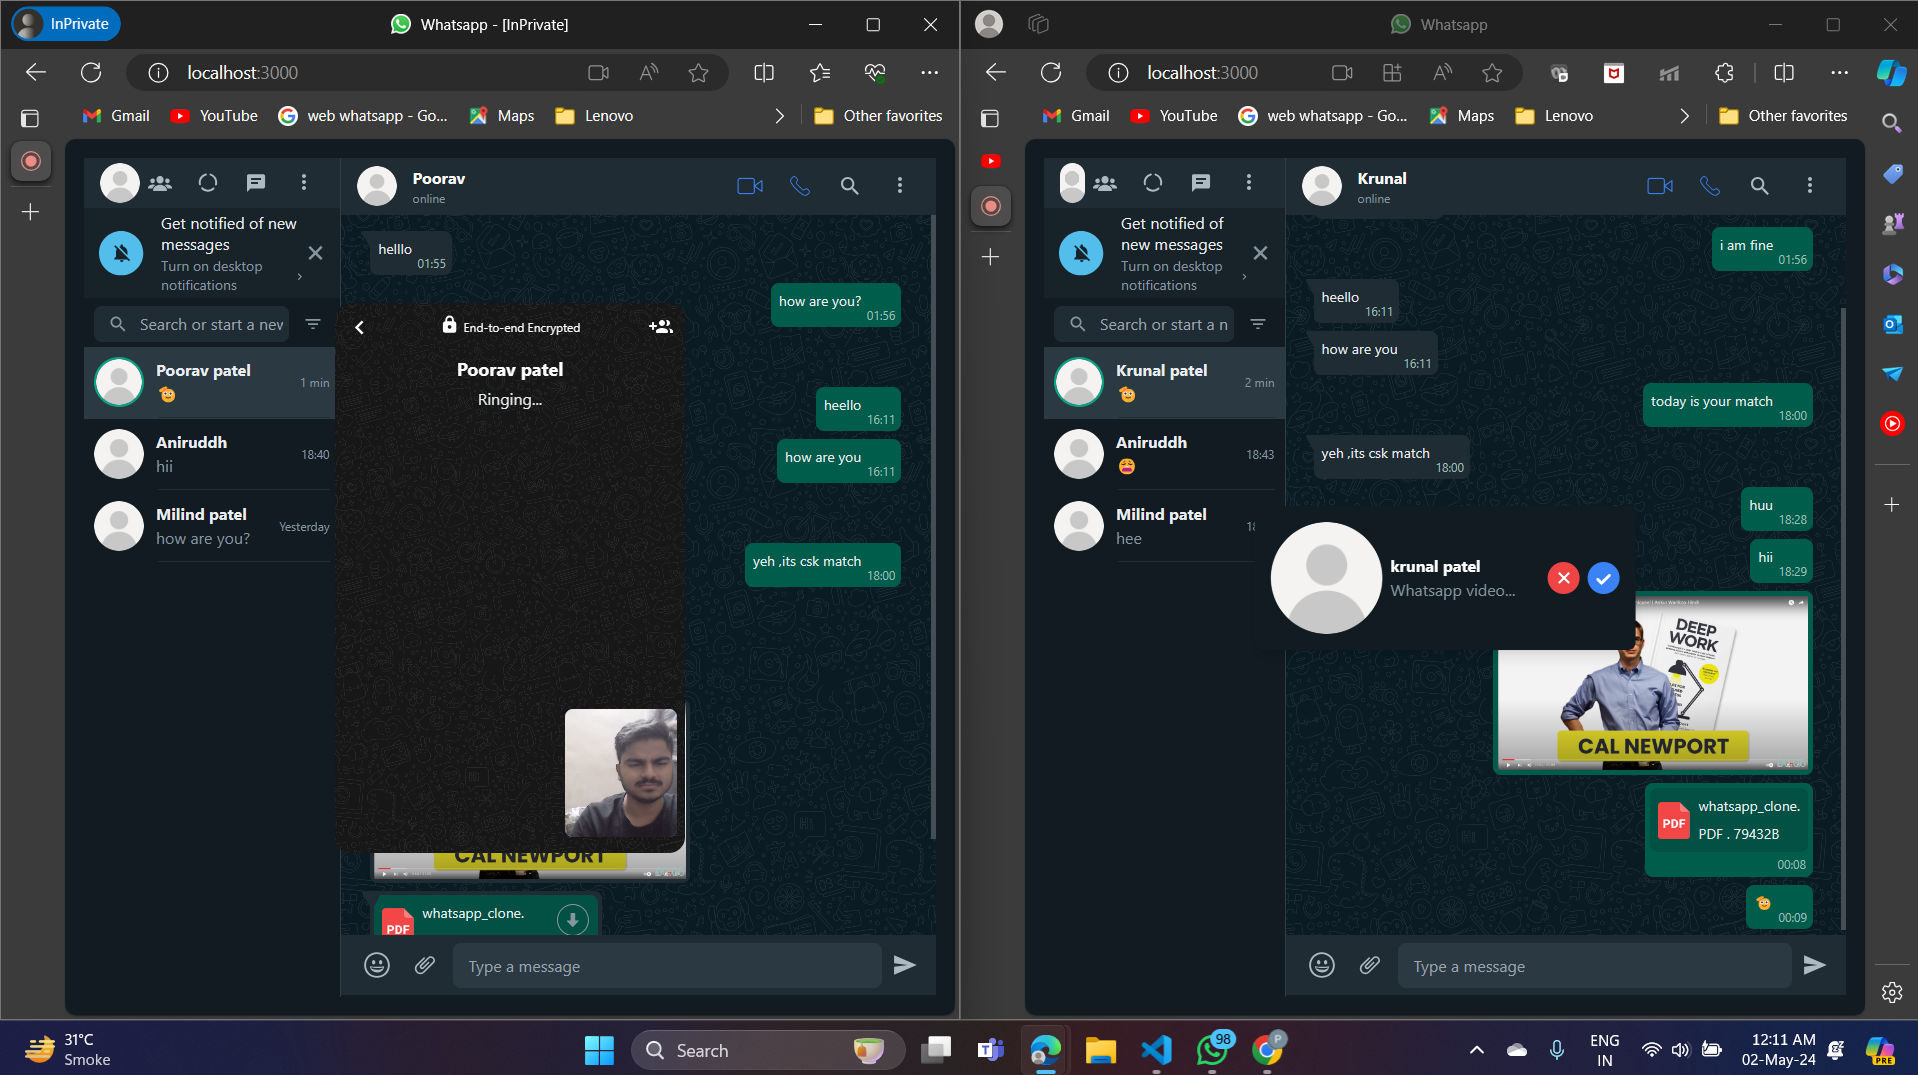 InPrivate
Whatsapp - [InPrivate]
localhost:3000
Gmail
YouTube
web whatsapp - Go...
Maps
Lenovo
Other favorites
Poorav
online
Get notified of new
messages
Turn on desktop
notifications
Search or start a new
Poorav patel
1 min
Aniruddh
18:40
hii
Milind patel
Yesterday
how are you?
helllo
01:55
how are you?
01:56
End-to-end Encrypted
Poorav patel
Ringing...
heello
16:11
how are you
16:11
yeh ,its csk match
18:00
CAL NEWPORT
PDF
whatsapp_clone.
Type a message
Whatsapp
localhost:3000
Gmail
YouTube
web whatsapp - Go...
Maps
Lenovo
Other favorites
Krunal
online
Get notified of
new messages
Turn on desktop
notifications
Search or start a n
Krunal patel
2 min
Aniruddh
18:43
Milind patel
hee
i am fine
01:56
heello
16:11
how are you
16:11
today is your match
18:00
yeh ,its csk match
18:00
huu
18:28
hii
18:29
krunal patel
Whatsapp video...
DEEP
WORK
CAL NEWPORT
PDF
whatsapp_clone.
PDF . 79432B
00:08
00:09
Type a message
31°C
Smoke
Search
98
P
ENG
IN
12:11 AM
02-May-24
PRE